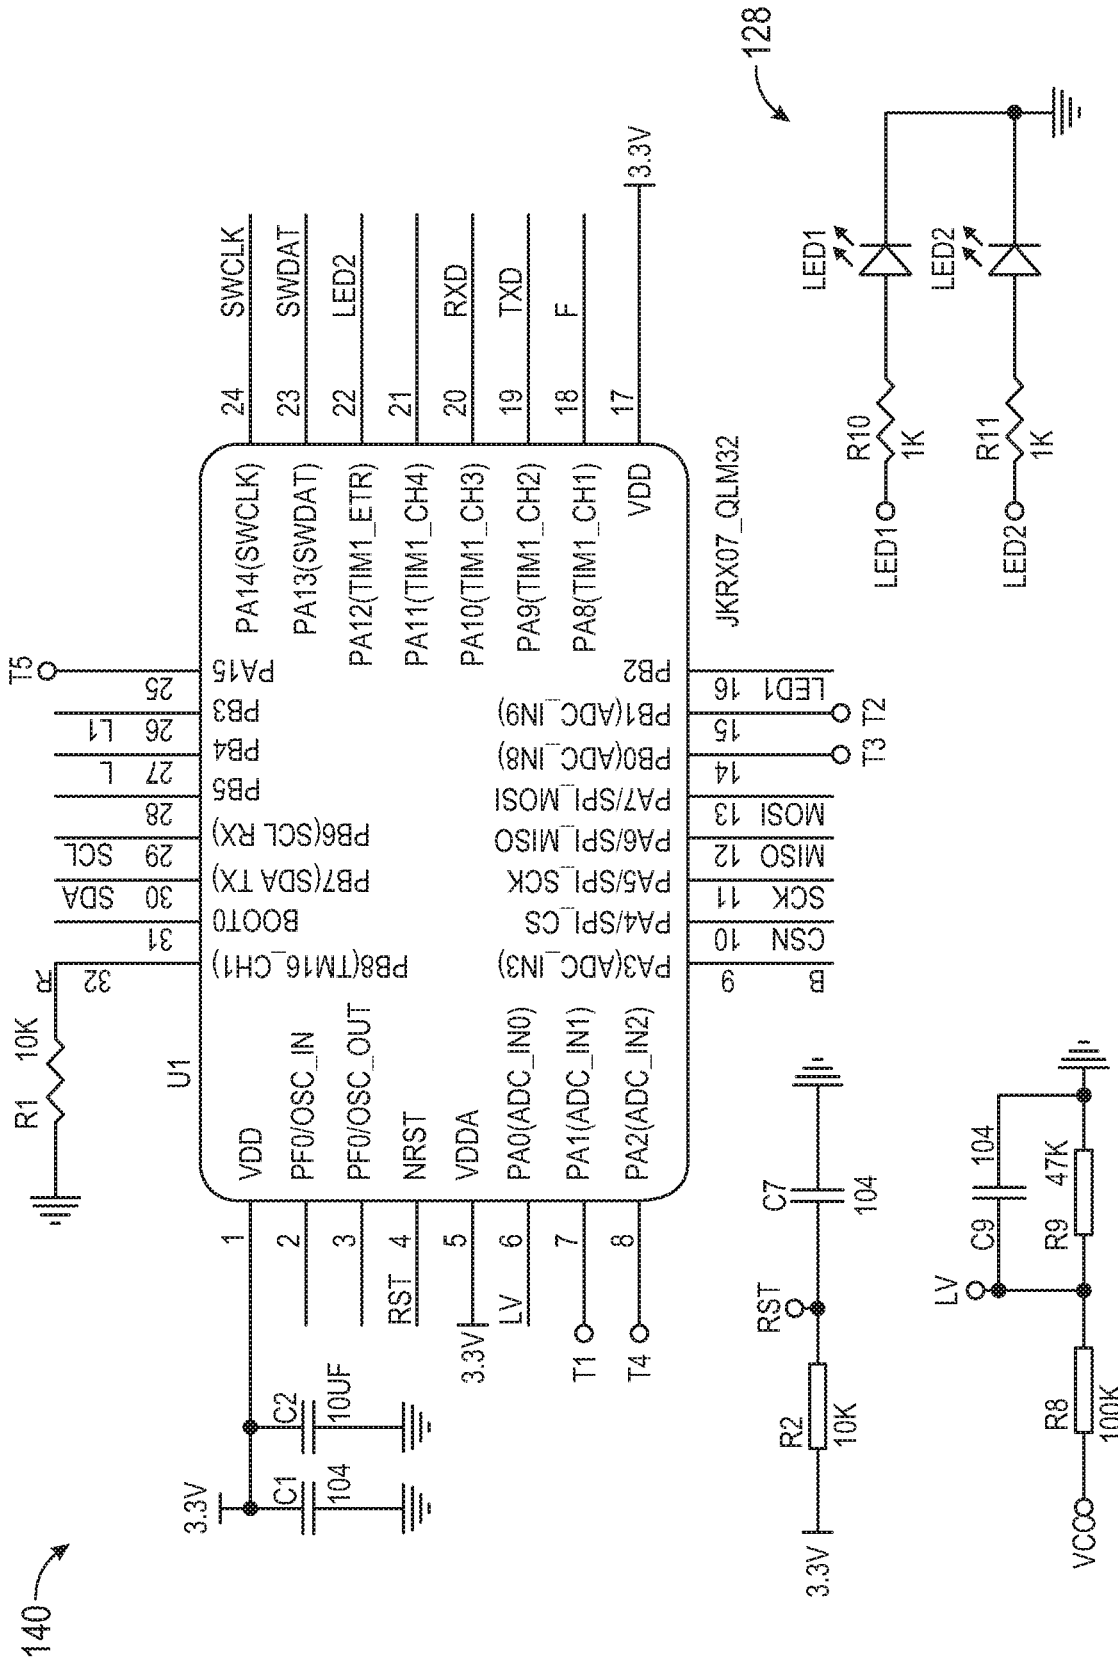 140
128
R1 10K
R
32
31
SDA 30
SCL 29
28
L 27
L1 26
25
T5
U1
PB8(TM16_CH1)
BOOT0
PB7(SDA TX)
PB6(SCL RX)
PB5
PB4
PB3
PA15
3.3V
C1
104
C2
10UF
1 VDD
2 PF0/OSC_IN
3 PF0/OSC_OUT
RST 4 NRST
3.3V 5 VDDA
LV 6 PA0(ADC_IN0)
T1 7 PA1(ADC_IN1)
T4 8 PA2(ADC_IN2)
PA14(SWCLK) 24 SWCLK
PA13(SWDAT) 23 SWDAT
PA12(TIM1_ETR) 22 LED2
PA11(TIM1_CH4) 21
PA10(TIM1_CH3) 20 RXD
PA9(TIM1_CH2) 19 TXD
PA8(TIM1_CH1) 18 F
VDD 17 3.3V
PA3(ADC_IN3)
PA4/SPI_CS
PA5/SPI_SCK
PA6/SPI_MISO
PA7/SPI_MOSI
PB0(ADC_IN8)
PB1(ADC_IN9)
PB2
B 9
CSN 10
SCK 11
MISO 12
MOSI 13
14
T3
15
T2
LED1 16
JKRX07_QLM32
3.3V
R2
10K
RST
C7
104
LED1
R10
1K
LED1
LED2
R11
1K
LED2
VCC
R8
100K
LV
C9 104
R9 47K